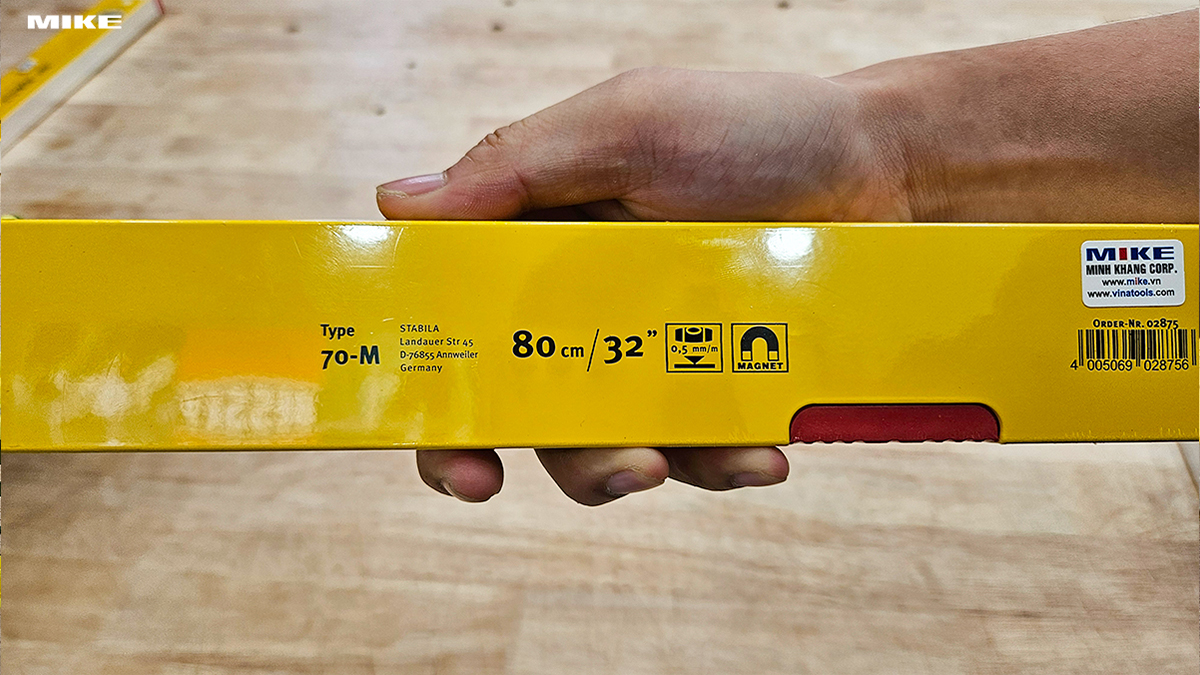 MIKE
MIKE
MINH KHANG CORP.
www.mike.vn
www.vinatools.com
Type
70-M
STABILA
Landauer Str 45
D-76855 Annweiler
Germany
80 cm/32”
0,5 mm/m
MAGNET
ORDER-NR. 02875
4 005069 028756